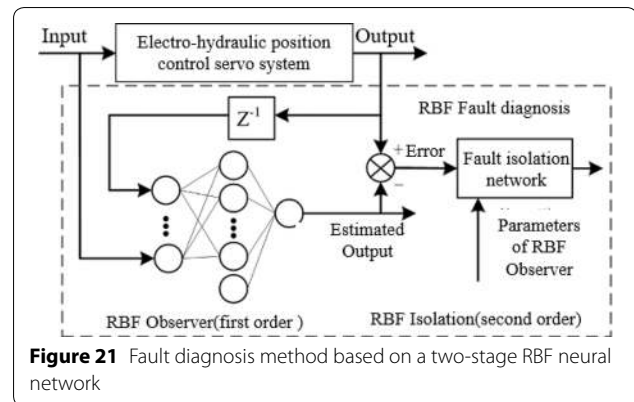 Input
Electro-hydraulic position
control servo system
Output
RBF Fault diagnosis
Z-1
+
Error
−
Fault isolation
network
Estimated
Output
Parameters
of RBF
Observer
RBF Observer(first order )
RBF Isolation(second order)
Figure 21 Fault diagnosis method based on a two-stage RBF neural
network